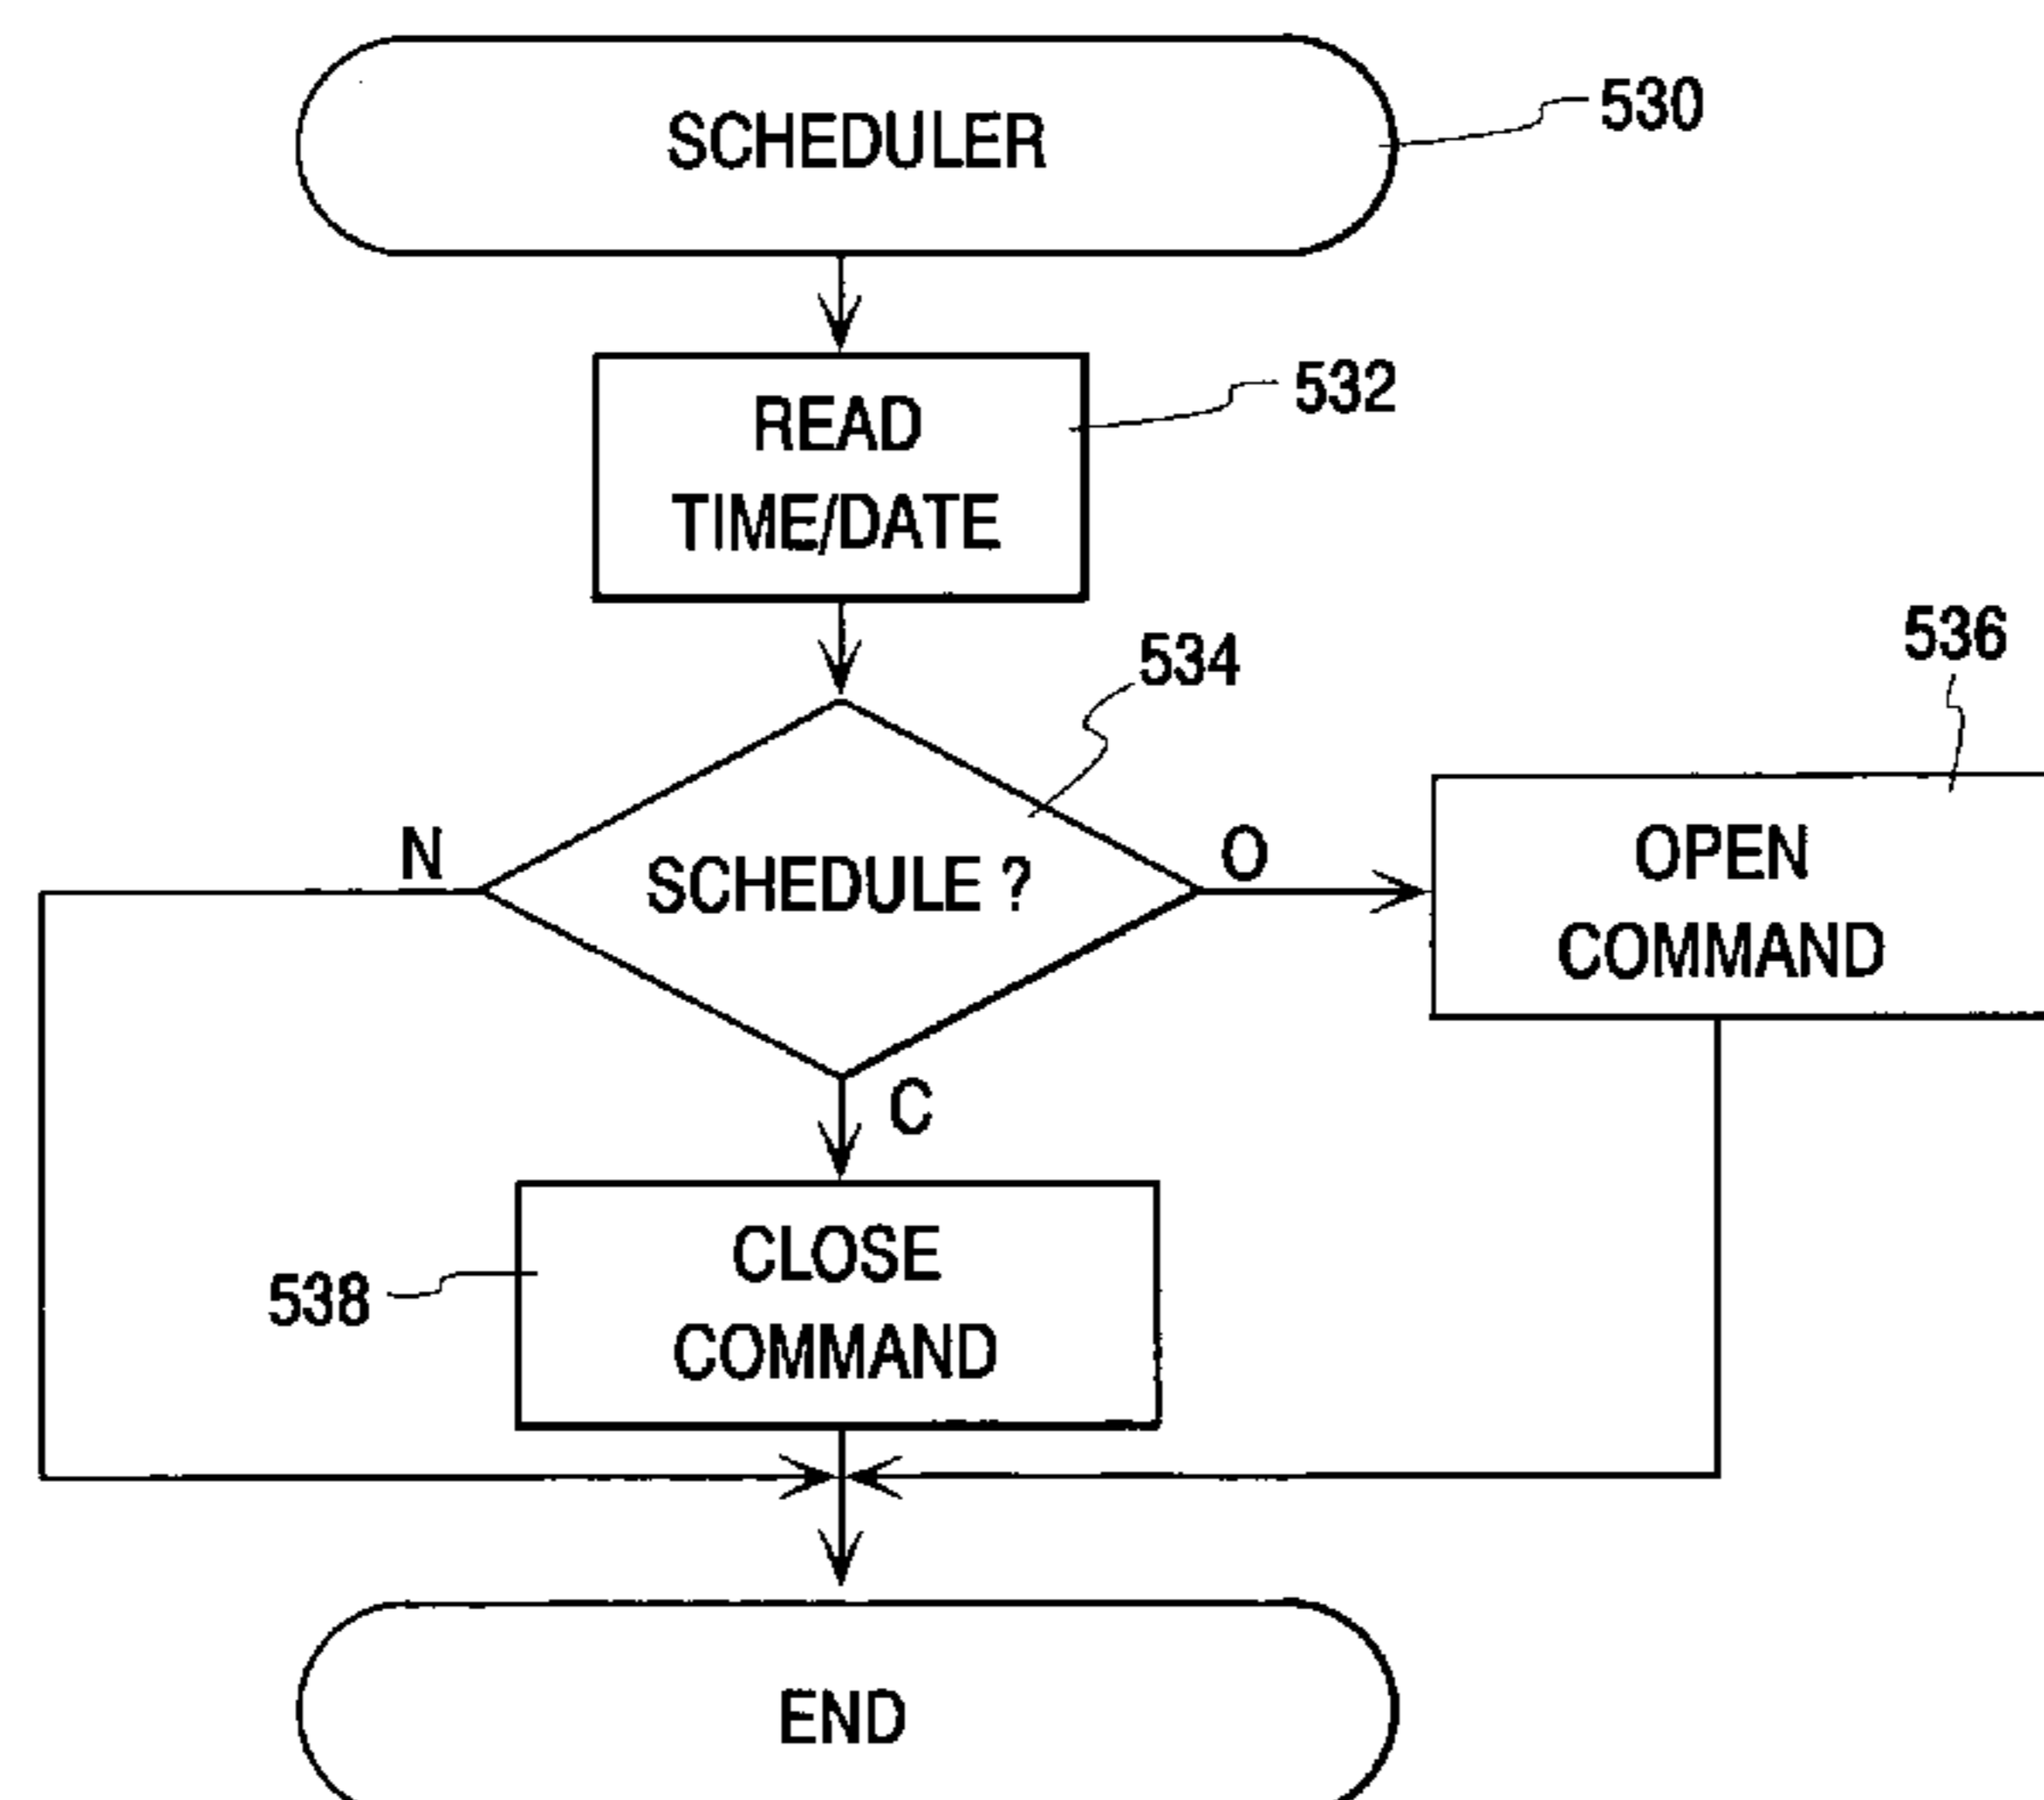 SCHEDULER
530
READ
TIME/DATE
532
534
536
N
SCHEDULE ?
O
OPEN
COMMAND
C
CLOSE
COMMAND
538
END